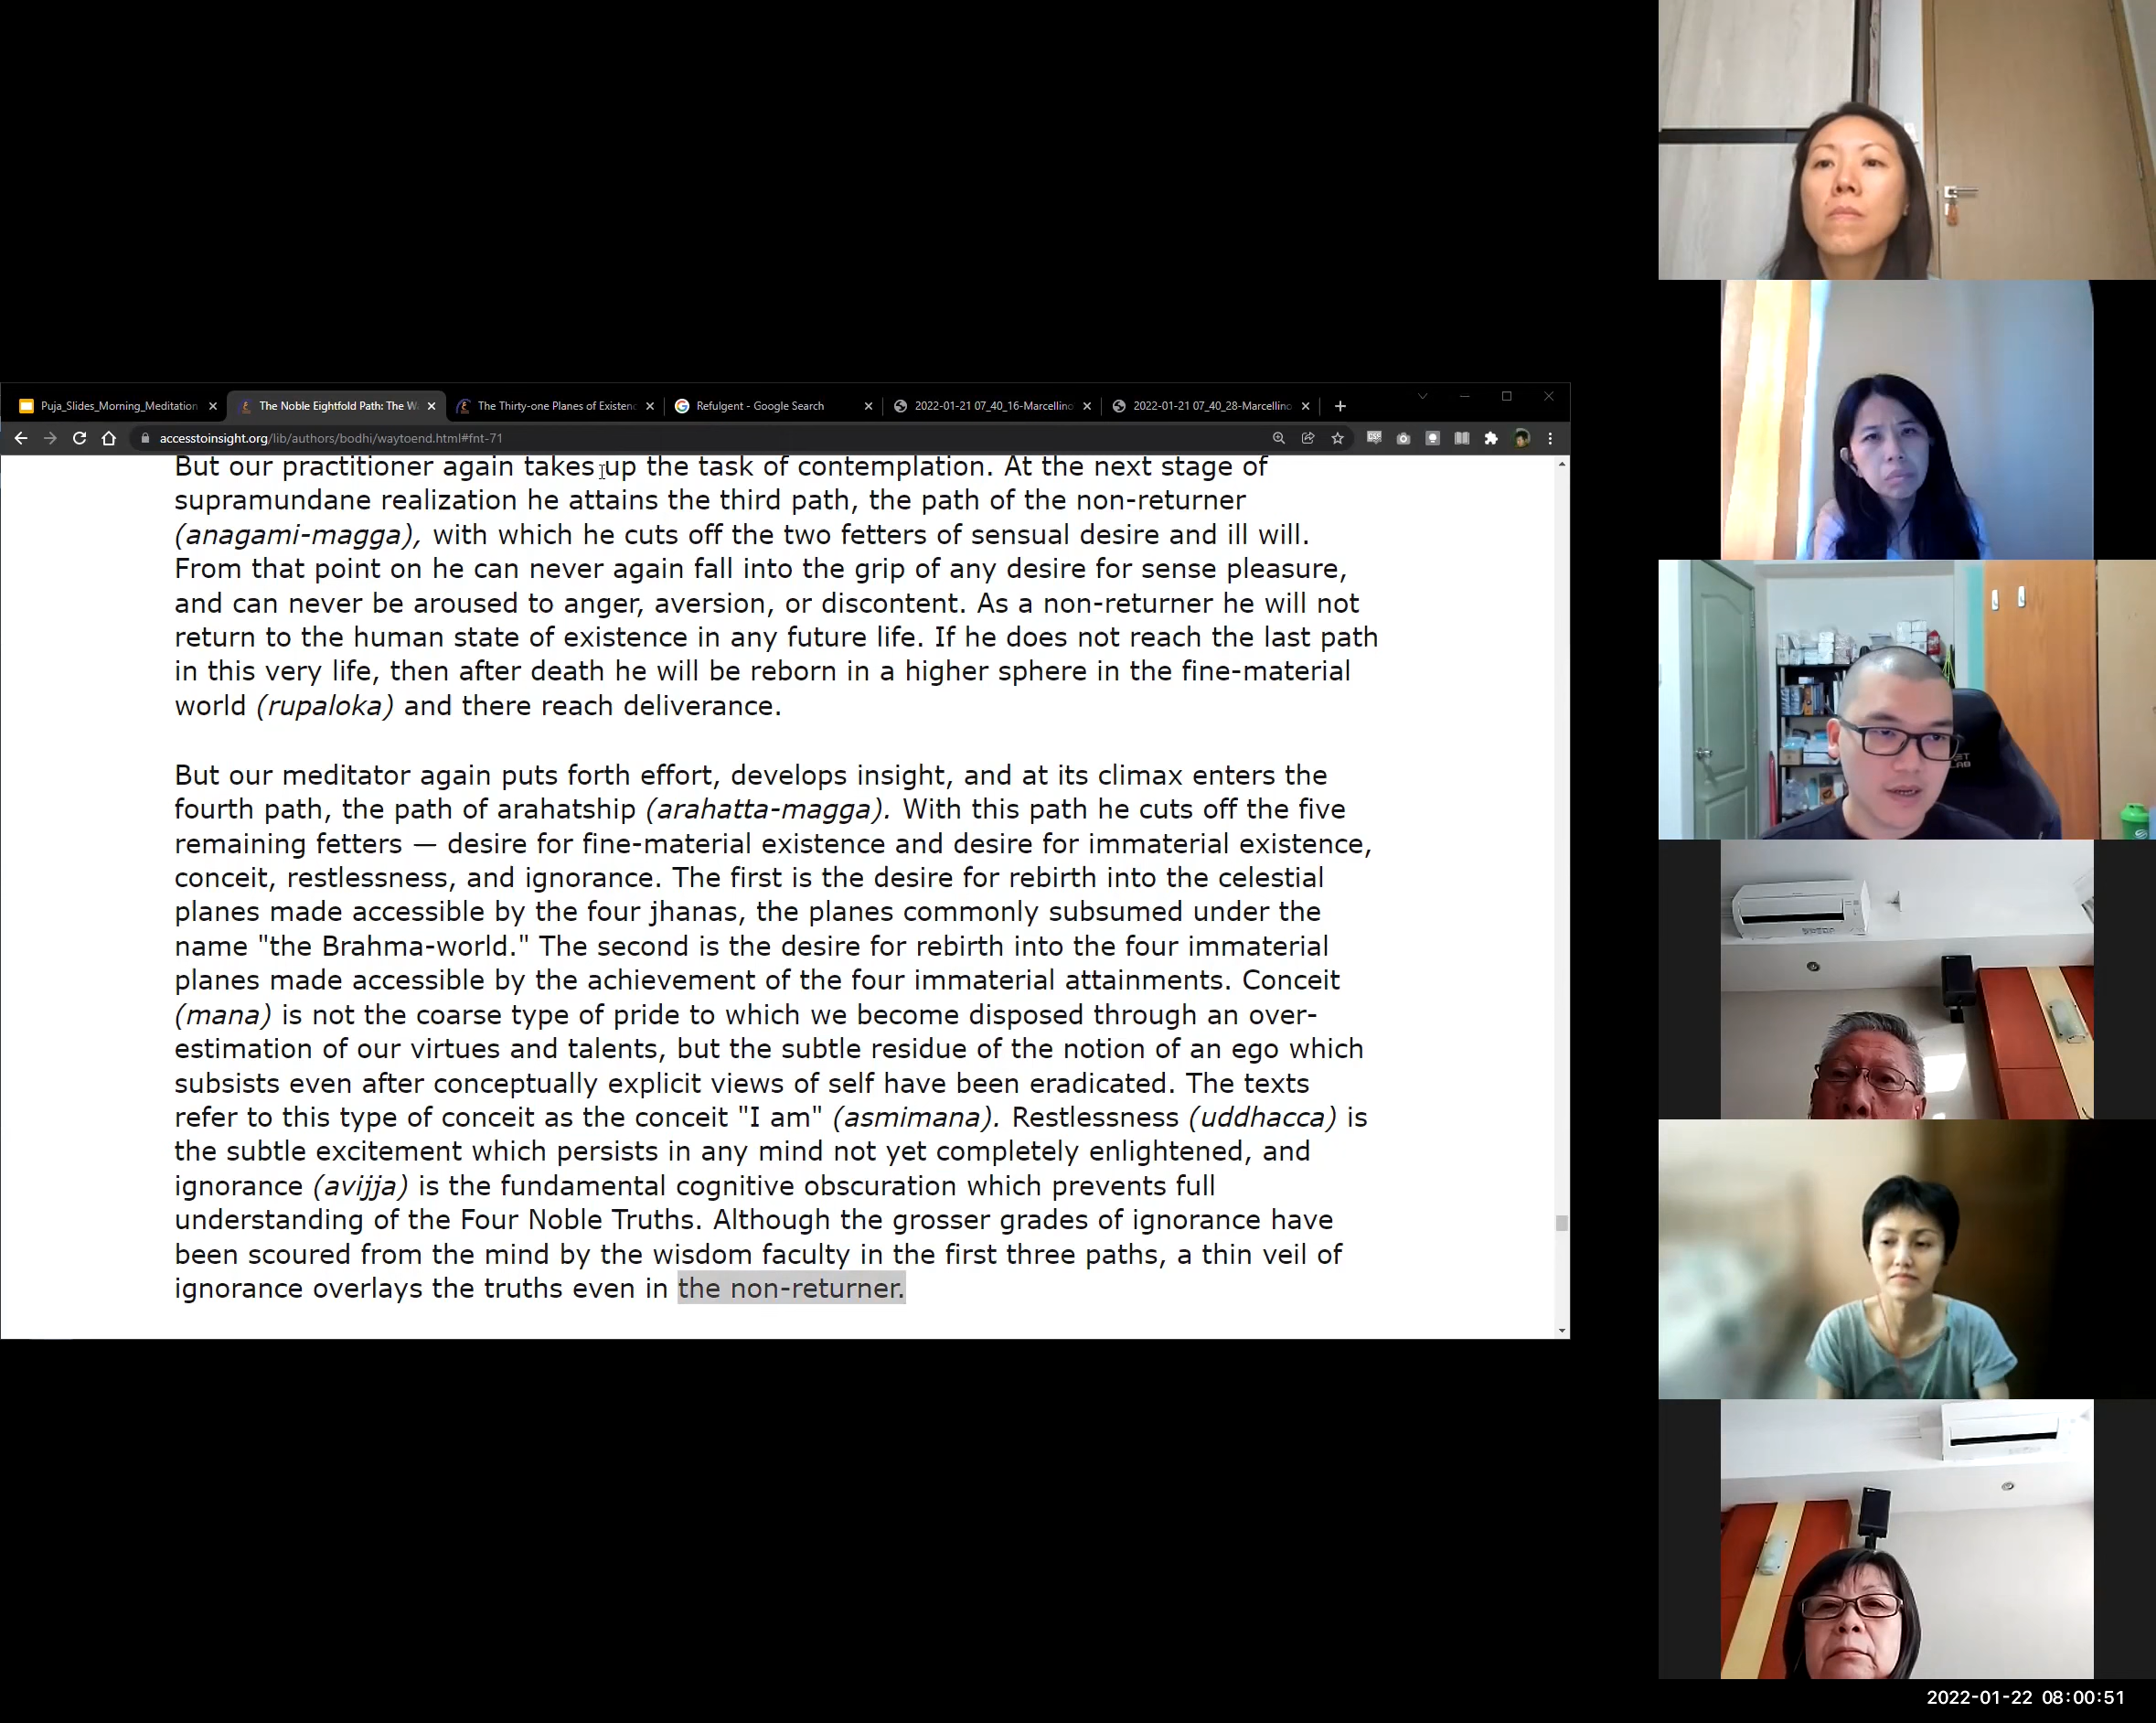 Puja_Slides_Morning_Meditation
The Noble Eightfold Path: The W
The Thirty-one Planes of Existenc
Refulgent - Google Search
2022-01-21 07_40_16-Marcellino
2022-01-21 07_40_28-Marcellino
accesstoinsight.org/lib/authors/bodhi/waytoend.html#fnt-71
But our practitioner again takes up the task of contemplation. At the next stage of
supramundane realization he attains the third path, the path of the non-returner
(anagami-magga), with which he cuts off the two fetters of sensual desire and ill will.
From that point on he can never again fall into the grip of any desire for sense pleasure,
and can never be aroused to anger, aversion, or discontent. As a non-returner he will not
return to the human state of existence in any future life. If he does not reach the last path
in this very life, then after death he will be reborn in a higher sphere in the fine-material
world (rupaloka) and there reach deliverance.
But our meditator again puts forth effort, develops insight, and at its climax enters the
fourth path, the path of arahatship (arahatta-magga). With this path he cuts off the five
remaining fetters — desire for fine-material existence and desire for immaterial existence,
conceit, restlessness, and ignorance. The first is the desire for rebirth into the celestial
planes made accessible by the four jhanas, the planes commonly subsumed under the
name "the Brahma-world." The second is the desire for rebirth into the four immaterial
planes made accessible by the achievement of the four immaterial attainments. Conceit
(mana) is not the coarse type of pride to which we become disposed through an over-
estimation of our virtues and talents, but the subtle residue of the notion of an ego which
subsists even after conceptually explicit views of self have been eradicated. The texts
refer to this type of conceit as the conceit "I am" (asmimana). Restlessness (uddhacca) is
the subtle excitement which persists in any mind not yet completely enlightened, and
ignorance (avijja) is the fundamental cognitive obscuration which prevents full
understanding of the Four Noble Truths. Although the grosser grades of ignorance have
been scoured from the mind by the wisdom faculty in the first three paths, a thin veil of
ignorance overlays the truths even in the non-returner.
2022-01-22 08:00:51